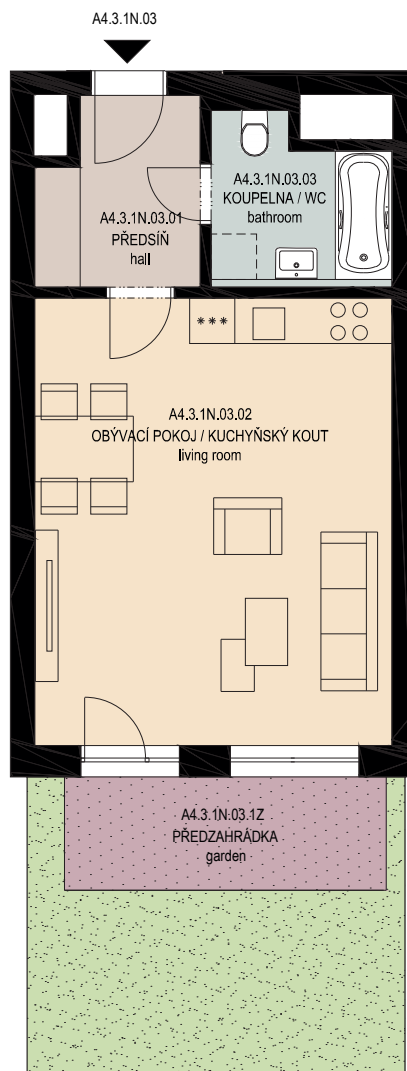 A4.3.1N.03
A4.3.1N.03.01
PŘEDSÍŇ
hall
A4.3.1N.03.03
KOUPELNA / WC
bathroom
***
A4.3.1N.03.02
OBÝVACÍ POKOJ / KUCHYŇSKÝ KOUT
living room
A4.3.1N.03.1Z
PŘEDZAHRÁDKA
garden